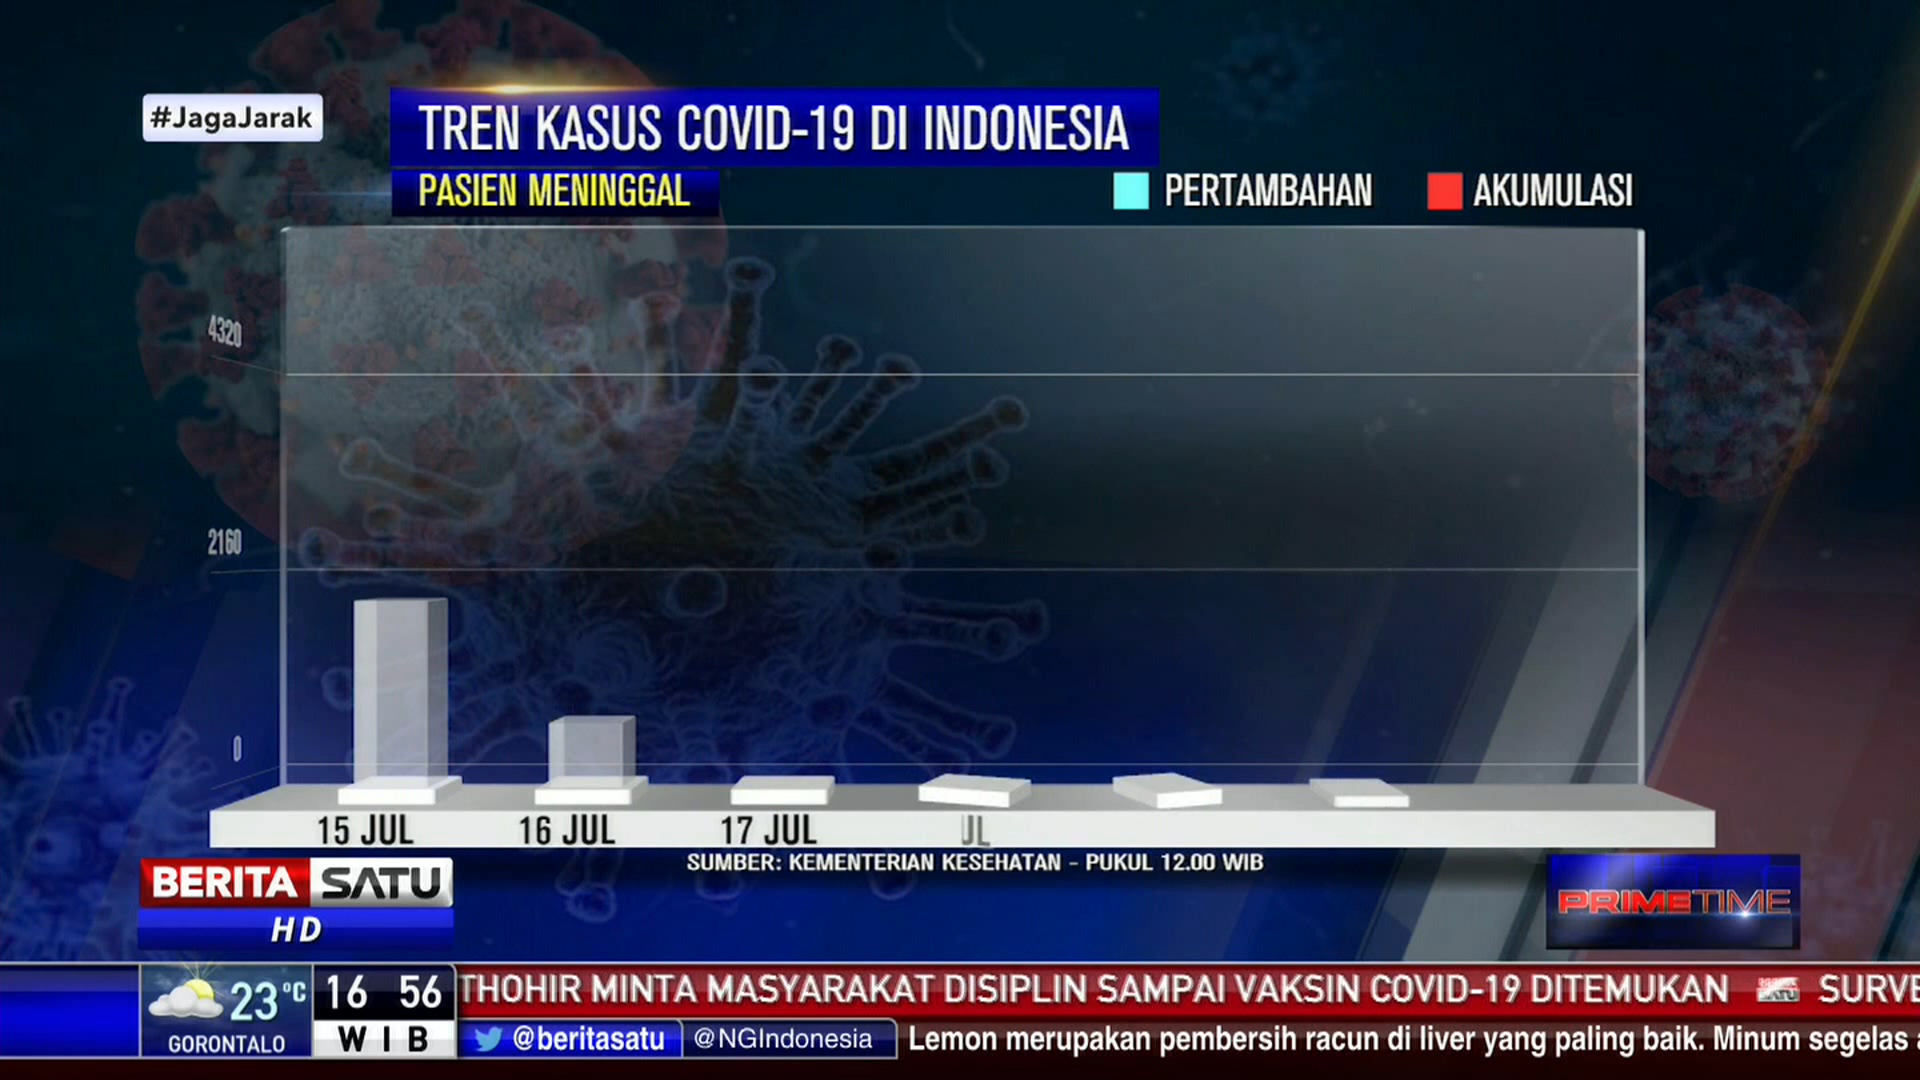 #JagaJarak
TREN KASUS COVID-19 DI INDONESIA
PASIEN MENINGGAL
PERTAMBAHAN
AKUMULASI
4320
2160
0
15 JUL
16 JUL
17 JUL
UL
SUMBER: KEMENTERIAN KESEHATAN - PUKUL 12.00 WIB
BERITA SATU
HD
PRIMETIME
23°C
GORONTALO
16 56
WIB
THOHIR MINTA MASYARAKAT DISIPLIN SAMPAI VAKSIN COVID-19 DITEMUKAN
SURVE
@beritasatu
@NGIndonesia
Lemon merupakan pembersih racun di liver yang paling baik. Minum segelas a